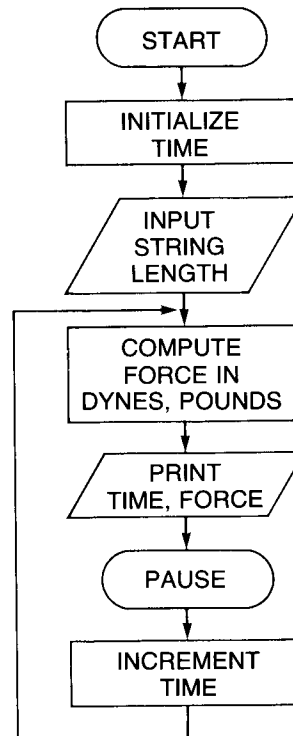 START
INITIALIZE
TIME
INPUT
STRING
LENGTH
COMPUTE
FORCE IN
DYNES, POUNDS
PRINT
TIME, FORCE
PAUSE
INCREMENT
TIME